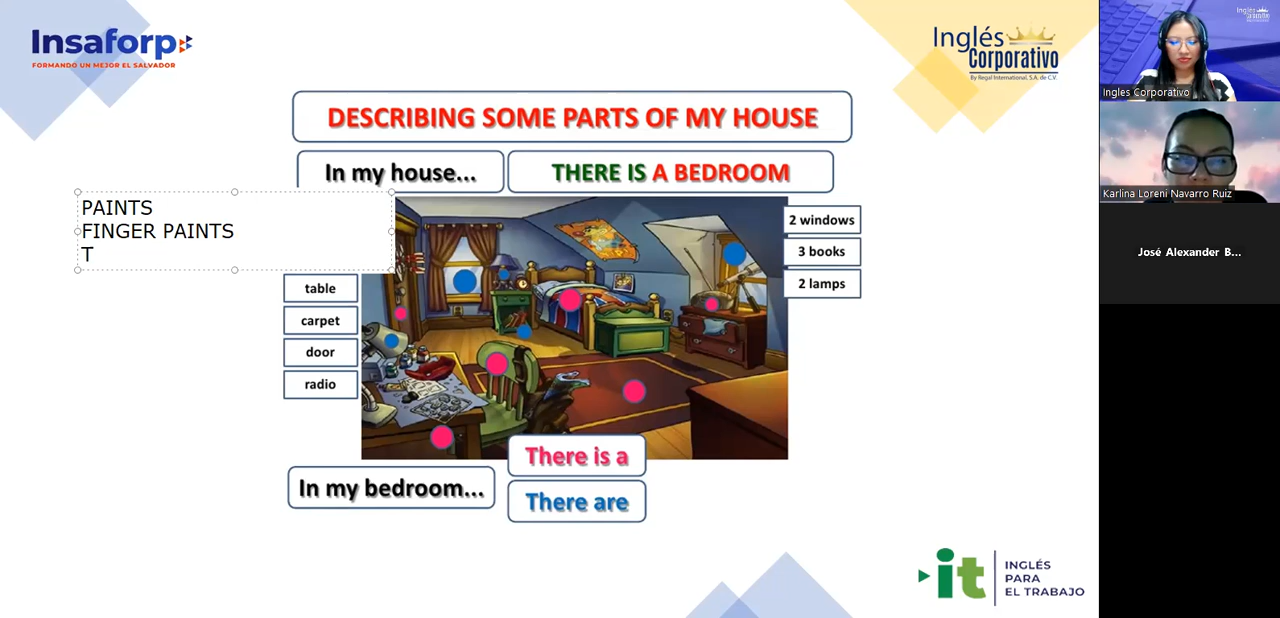 Insaforp
FORMANDO UN MEJOR EL SALVADOR
Inglés
Corporativo
By Regal International, S.A. de C.V.
DESCRIBING SOME PARTS OF MY HOUSE
In my house...
THERE IS A BEDROOM
PAINTS
FINGER PAINTS
T
table
carpet
door
radio
2 windows
3 books
2 lamps
There is a
In my bedroom...
There are
it
INGLÉS
PARA
EL TRABAJO
Ingles Corporativo
Karlina Loreni Navarro Ruiz
José Alexander B...